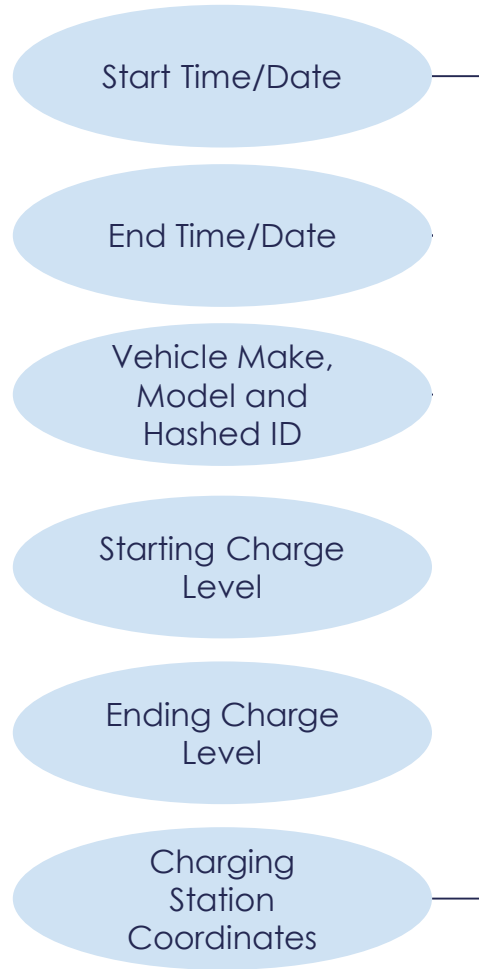 Start Time/Date
End Time/Date
Vehicle Make,
Model and
Hashed ID
Starting Charge
Level
Ending Charge
Level
Charging
Station
Coordinates